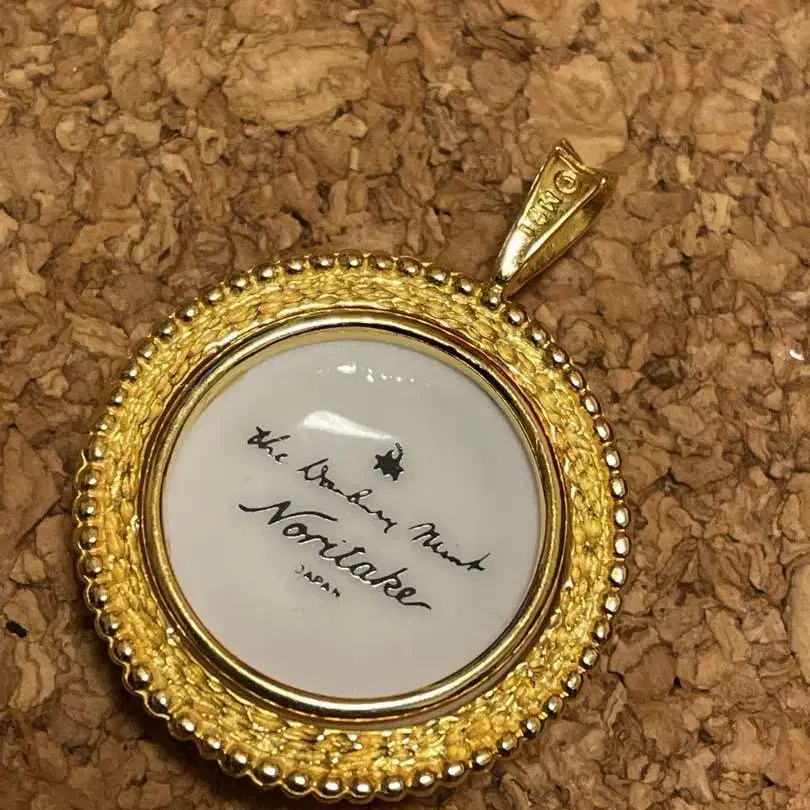 the Danbury Mint
Noritake
JAPAN